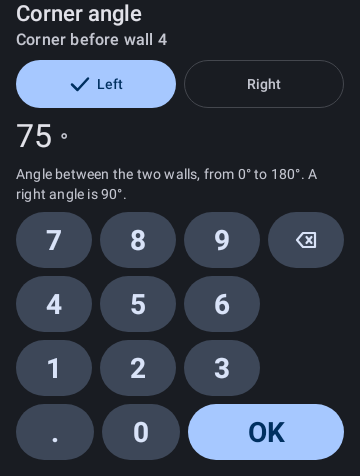 Corner angle
Corner before wall 4
Left
Right
75 °
Angle between the two walls, from 0° to 180°. A
right angle is 90°.
7 8 9
4 5 6
1 2 3
. 0 OK